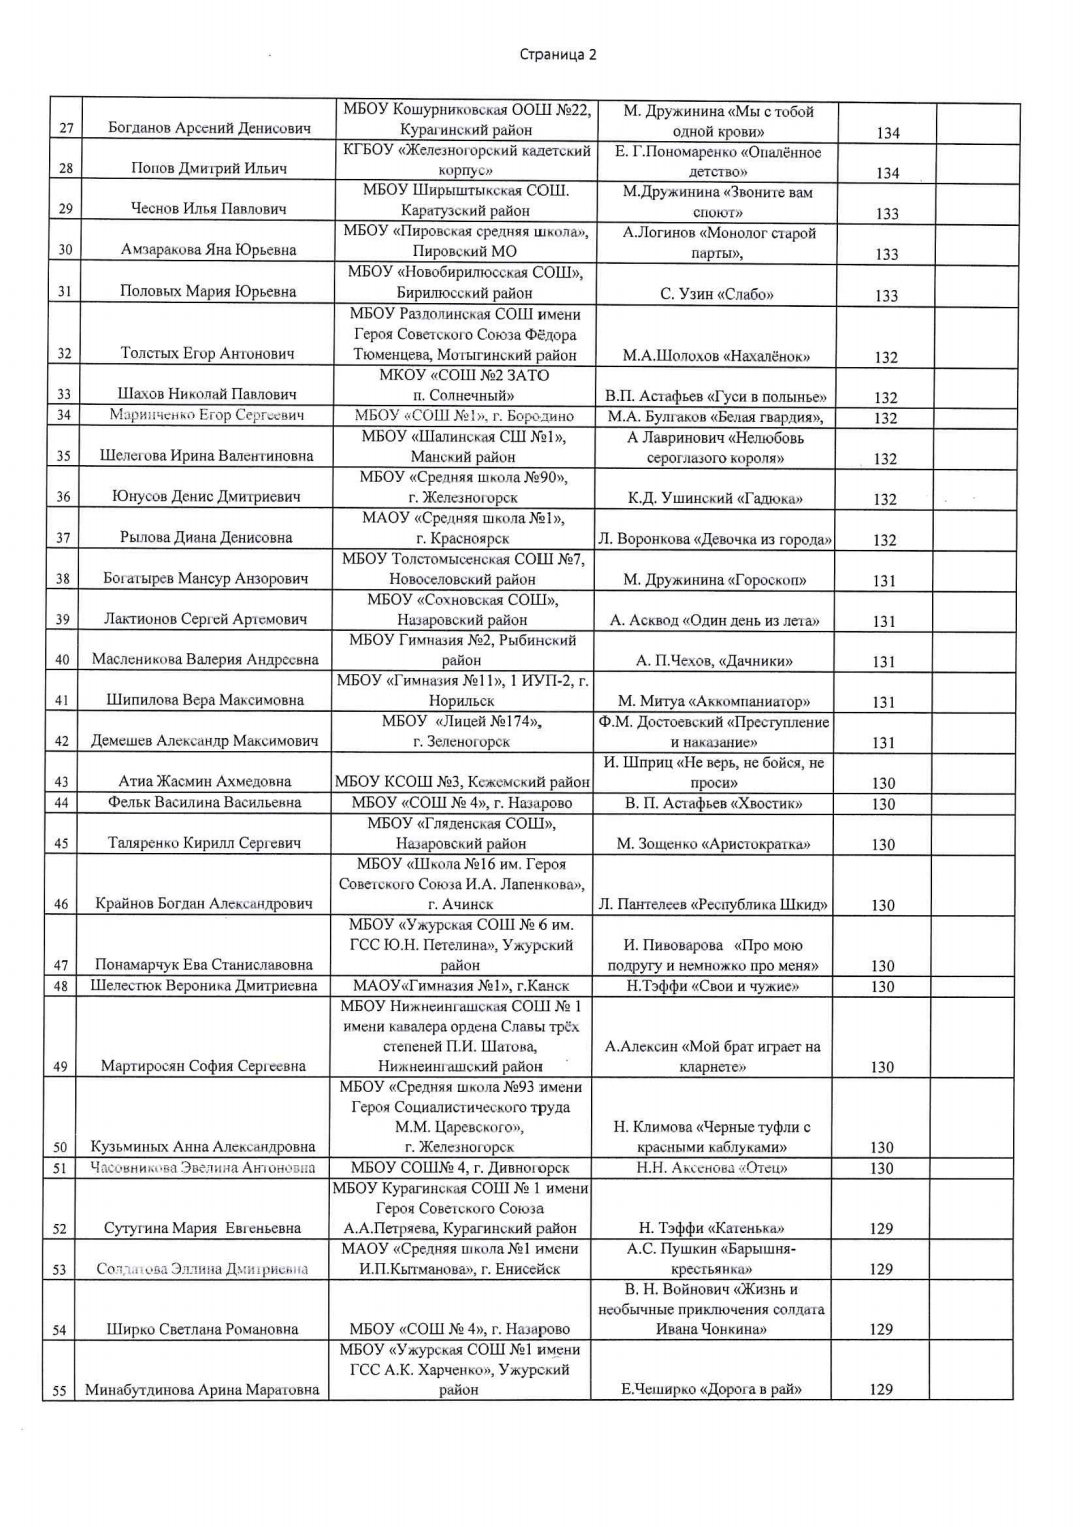 Страница 2
27 Богданов Арсений Денисович МБОУ Кошурниковская ООШ №22, Курагинский район М. Дружинина «Мы с тобой одной крови» 134
28 Попов Дмитрий Ильич КГБОУ «Железногорский кадетский корпус» Е. Г.Пономаренко «Опалённое детство» 134
29 Чеснов Илья Павлович МБОУ Ширыштыкская СОШ. Каратузский район М.Дружинина «Звоните вам споют» 133
30 Амзаракова Яна Юрьевна МБОУ «Пировская средняя школа», Пировский МО А.Логинов «Монолог старой парты», 133
31 Половых Мария Юрьевна МБОУ «Новобирилюсская СОШ», Бирилюсский район С. Узин «Слабо» 133
32 Толстых Егор Антонович МБОУ Раздолинская СОШ имени Героя Советского Союза Фёдора Тюменцева, Мотыгинский район М.А.Шолохов «Нахалёнок» 132
33 Шахов Николай Павлович МКОУ «СОШ №2 ЗАТО п. Солнечный» В.П. Астафьев «Гуси в полынье» 132
34 Маринченко Егор Сергеевич МБОУ «СОШ №1», г. Бородино М.А. Булгаков «Белая гвардия», 132
35 Шелегова Ирина Валентиновна МБОУ «Шалинская СШ №1», Манский район А Лавринович «Нелюбовь сероглазого короля» 132
36 Юнусов Денис Дмитриевич МБОУ «Средняя школа №90», г. Железногорск К.Д. Ушинский «Гадюка» 132
37 Рылова Диана Денисовна МАОУ «Средняя школа №1», г. Красноярск Л. Воронкова «Девочка из города» 132
38 Богатырев Мансур Анзорович МБОУ Толстомысенская СОШ №7, Новоселовский район М. Дружинина «Гороскоп» 131
39 Лактионов Сергей Артемович МБОУ «Сохновская СОШ», Назаровский район А. Асквод «Один день из лета» 131
40 Масленикова Валерия Андреевна МБОУ Гимназия №2, Рыбинский район А. П.Чехов, «Дачники» 131
41 Шипилова Вера Максимовна МБОУ «Гимназия №11», 1 ИУП-2, г. Норильск М. Митуа «Аккомпаниатор» 131
42 Демешев Александр Максимович МБОУ «Лицей №174», г. Зеленогорск Ф.М. Достоевский «Преступление и наказание» 131
43 Атиа Жасмин Ахмедовна МБОУ КСОШ №3, Кежемский район И. Шприц «Не верь, не бойся, не проси» 130
44 Фельк Василина Васильевна МБОУ «СОШ № 4», г. Назарово В. П. Астафьев «Хвостик» 130
45 Таляренко Кирилл Сергевич МБОУ «Гляденская СОШ», Назаровский район М. Зощенко «Аристократка» 130
46 Крайнов Богдан Александрович МБОУ «Школа №16 им. Героя Советского Союза И.А. Лапенкова», г. Ачинск Л. Пантелеев «Республика Шкид» 130
47 Понамарчук Ева Станиславовна МБОУ «Ужурская СОШ № 6 им. ГСС Ю.Н. Петелина», Ужурский район И. Пивоварова «Про мою подругу и немножко про меня» 130
48 Шелестюк Вероника Дмитриевна МАОУ«Гимназия №1», г.Канск Н.Тэффи «Свои и чужие» 130
49 Мартиросян София Сергеевна МБОУ Нижнеингашская СОШ № 1 имени кавалера ордена Славы трёх степеней П.И. Шатова, Нижнеингашский район А.Алексин «Мой брат играет на кларнете» 130
50 Кузьминых Анна Александровна МБОУ «Средняя школа №93 имени Героя Социалистического труда М.М. Царевского», г. Железногорск Н. Климова «Черные туфли с красными каблуками» 130
51 Часовникова Эвелина Антоновна МБОУ СОШ№ 4, г. Дивногорск Н.Н. Аксенова «Отец» 130
52 Сутугина Мария Евгеньевна МБОУ Курагинская СОШ № 1 имени Героя Советского Союза А.А.Петряева, Курагинский район Н. Тэффи «Катенька» 129
53 Солдатова Эллина Дмитриевна МАОУ «Средняя школа №1 имени И.П.Кытманова», г. Енисейск А.С. Пушкин «Барышня-крестьянка» 129
54 Ширко Светлана Романовна МБОУ «СОШ № 4», г. Назарово В. Н. Войнович «Жизнь и необычные приключения солдата Ивана Чонкина» 129
55 Минабутдинова Арина Маратовна МБОУ «Ужурская СОШ №1 имени ГСС А.К. Харченко», Ужурский район Е.Чеширко «Дорога в рай» 129